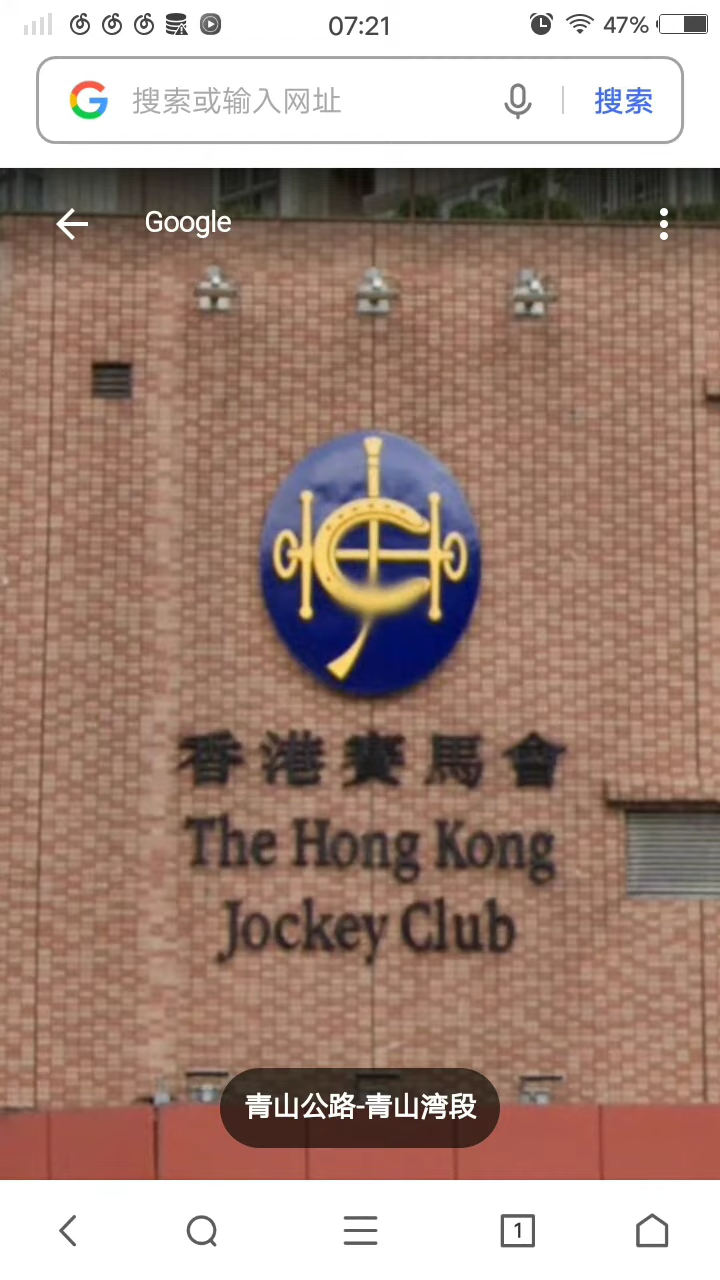 07:21
47%
搜索或输入网址
搜索
Google
香港賽馬會
The Hong Kong
Jockey Club
青山公路-青山湾段
1